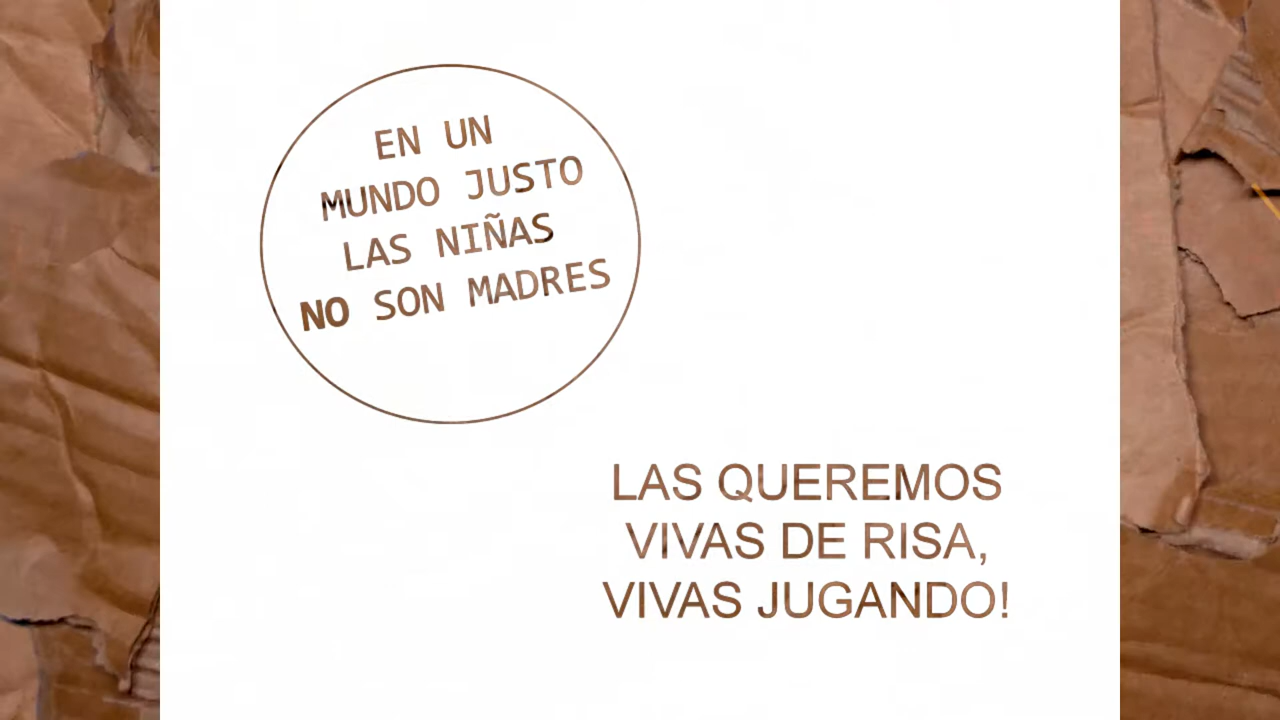 EN UN
MUNDO JUSTO
LAS NIÑAS
NO SON MADRES
LAS QUEREMOS
VIVAS DE RISA,
VIVAS JUGANDO!